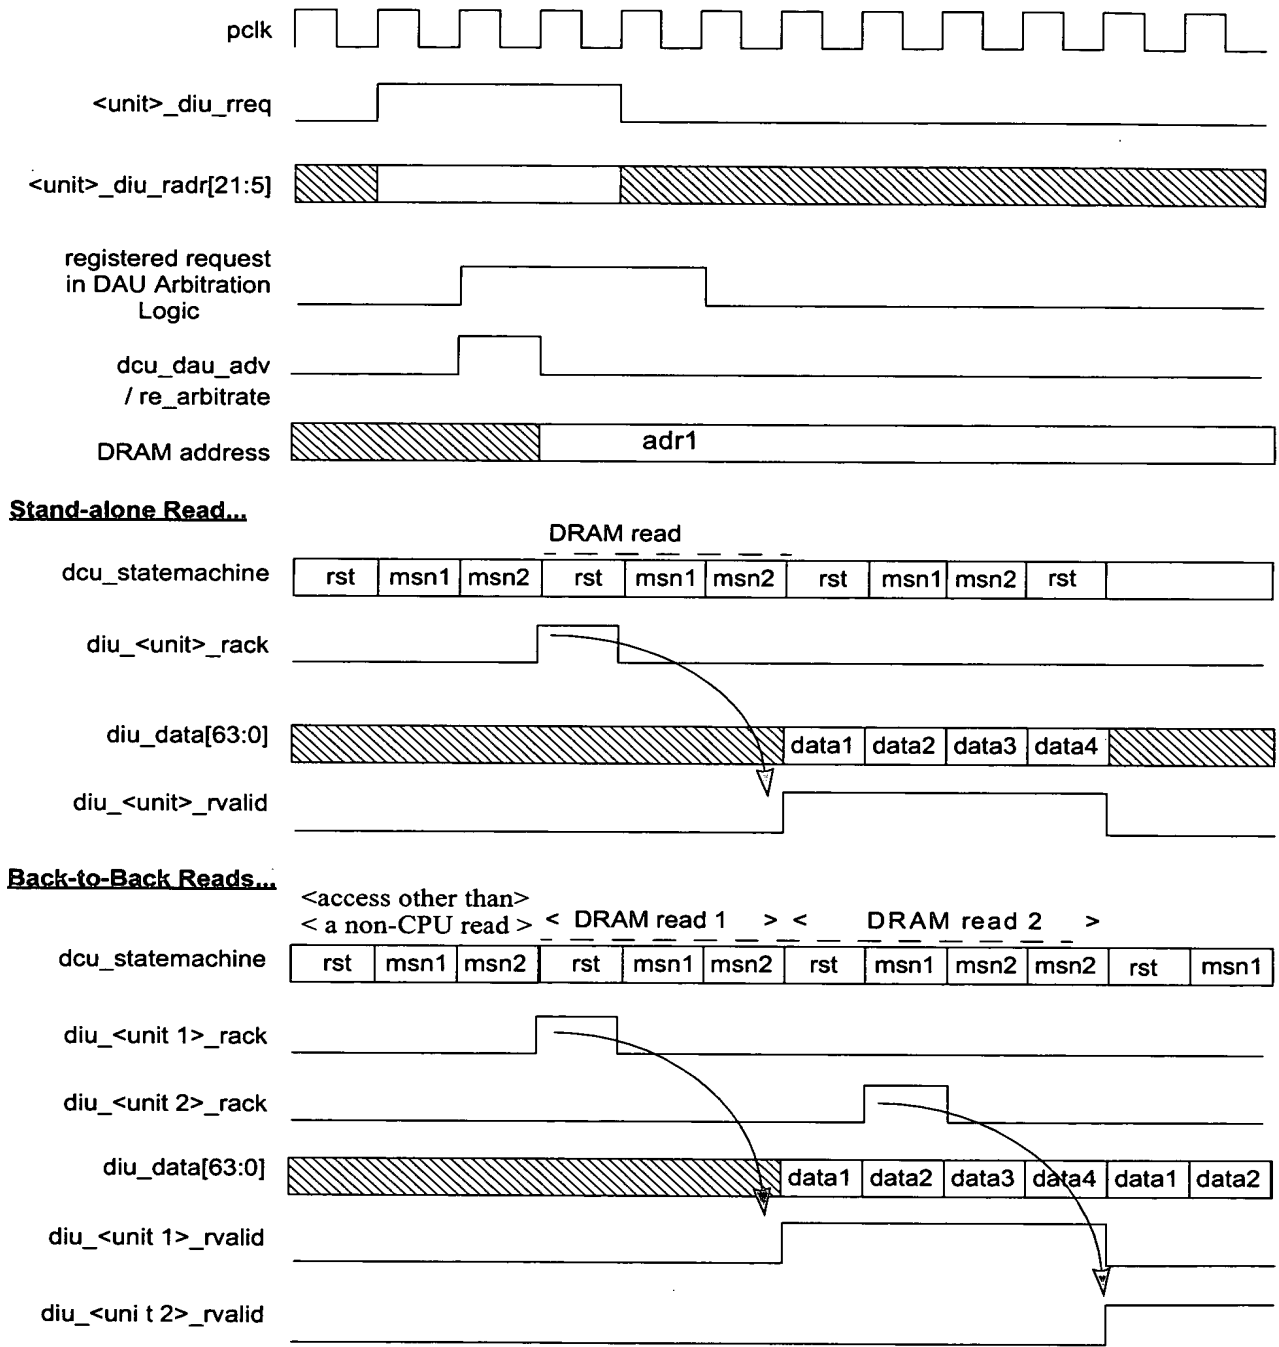 pclk
<unit>_diu_rreq
<unit>_diu_radr[21:5]
registered request
in DAU Arbitration
Logic
dcu_dau_adv
/ re_arbitrate
DRAM address
adr1
Stand-alone Read...
DRAM read
dcu_statemachine
rst msn1 msn2 rst msn1 msn2 rst msn1 msn2 rst
diu_<unit>_rack
diu_data[63:0]
data1 data2 data3 data4
diu_<unit>_rvalid
Back-to-Back Reads...
<access other than>
< a non-CPU read > < DRAM read 1 > < DRAM read 2 >
dcu_statemachine
rst msn1 msn2 rst msn1 msn2 rst msn1 msn2 msn2 rst msn1
diu_<unit 1>_rack
diu_<unit 2>_rack
diu_data[63:0]
data1 data2 data3 data4 data1 data2
diu_<unit 1>_rvalid
diu_<uni t 2>_rvalid